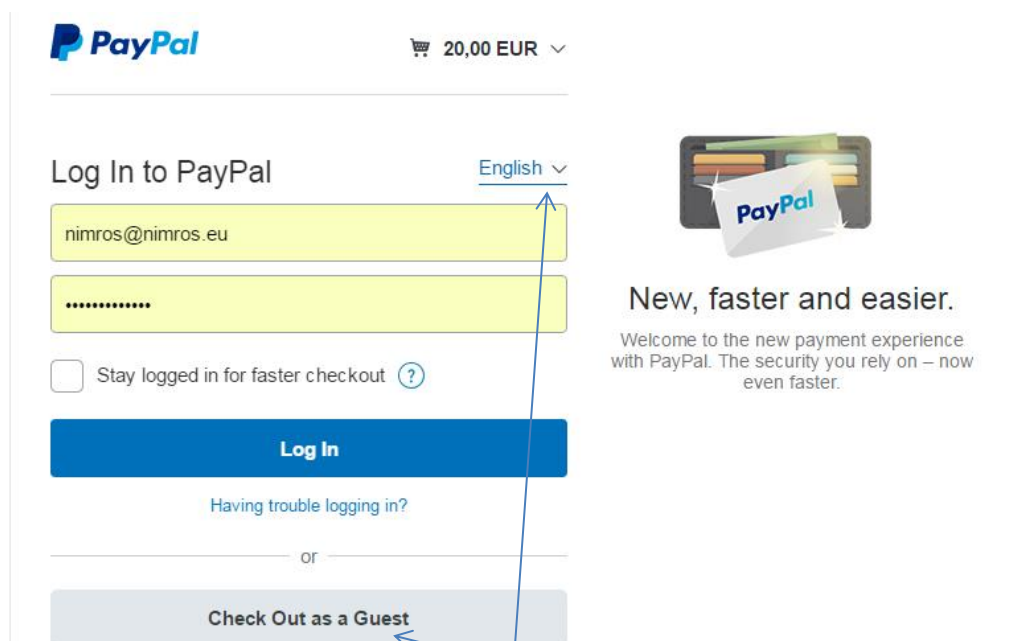 PayPal
20,00 EUR
Log In to PayPal
English
nimros@nimros.eu
•••••••••••••
Stay logged in for faster checkout ?
Log In
Having trouble logging in?
or
Check Out as a Guest
PayPal
New, faster and easier.
Welcome to the new payment experience
with PayPal. The security you rely on – now
even faster.